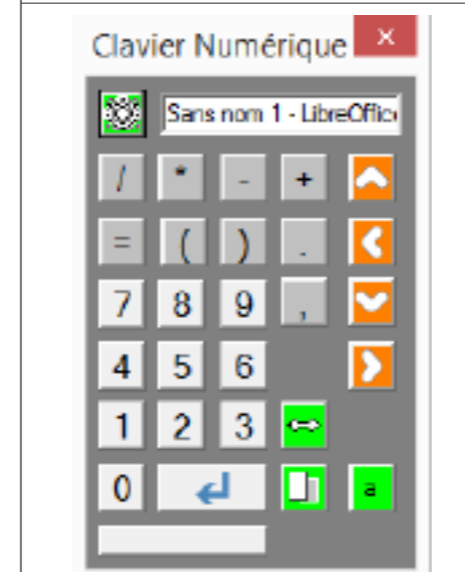 Clavier Numérique ×
Sans nom 1 - LibreOffic
/ * - +
= ( ) .
7 8 9 ,
4 5 6
1 2 3
0 a